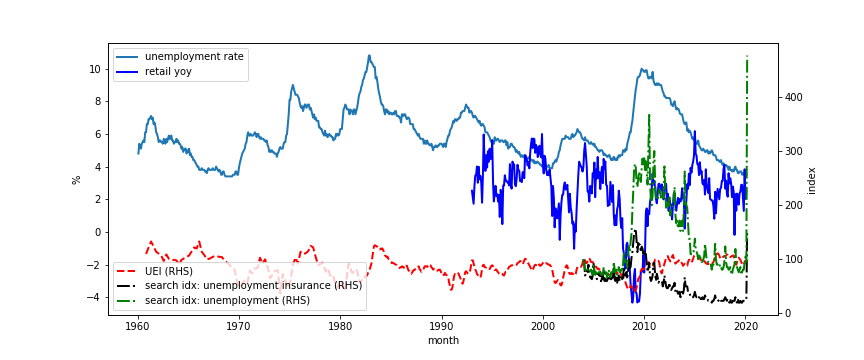 unemployment rate
retail yoy
10
8
6
4
2
0
−2
−4
%
400
300
200
100
0
index
UEI (RHS)
search idx: unemployment insurance (RHS)
search idx: unemployment (RHS)
1960 1970 1980 1990 2000 2010 2020
month